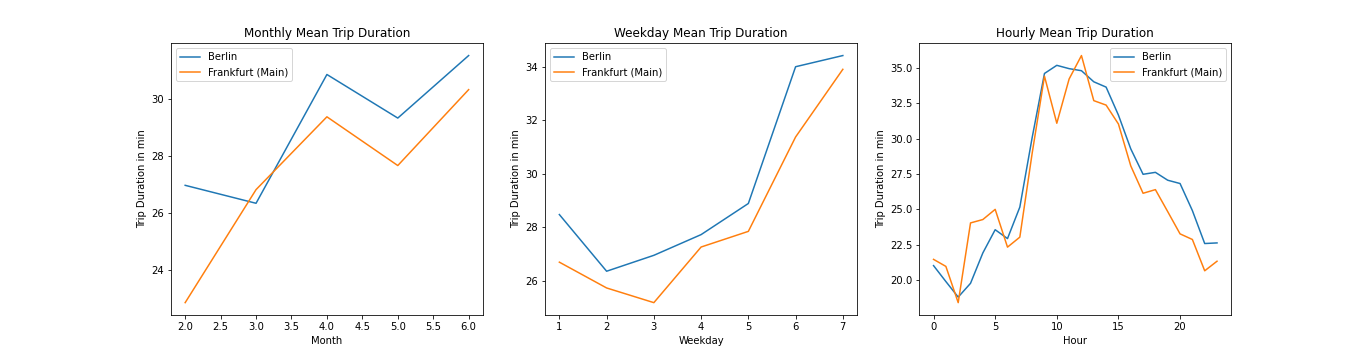 Monthly Mean Trip Duration
Berlin
Frankfurt (Main)
Trip Duration in min
30
28
26
24
2.0 2.5 3.0 3.5 4.0 4.5 5.0 5.5 6.0
Month
Weekday Mean Trip Duration
Berlin
Frankfurt (Main)
Trip Duration in min
34
32
30
28
26
1 2 3 4 5 6 7
Weekday
Hourly Mean Trip Duration
Berlin
Frankfurt (Main)
Trip Duration in min
35.0
32.5
30.0
27.5
25.0
22.5
20.0
0 5 10 15 20
Hour